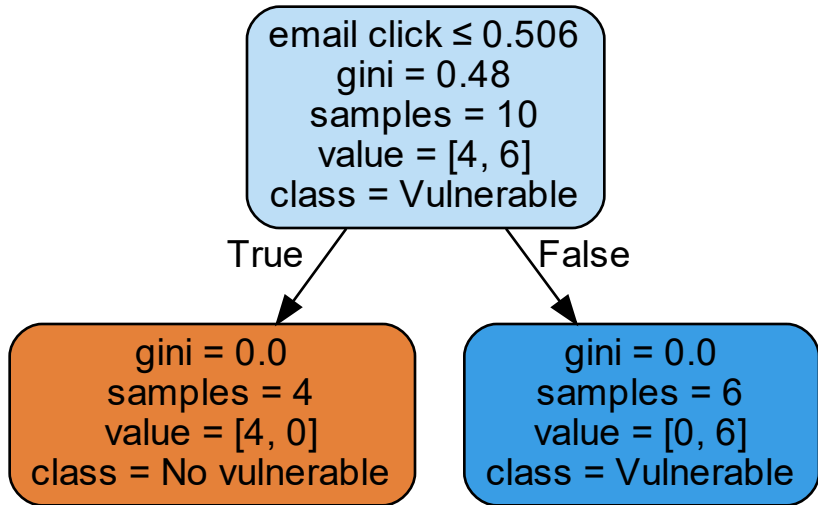 email click ≤ 0.506
gini = 0.48
samples = 10
value = [4, 6]
class = Vulnerable
True
False
gini = 0.0
samples = 4
value = [4, 0]
class = No vulnerable
gini = 0.0
samples = 6
value = [0, 6]
class = Vulnerable